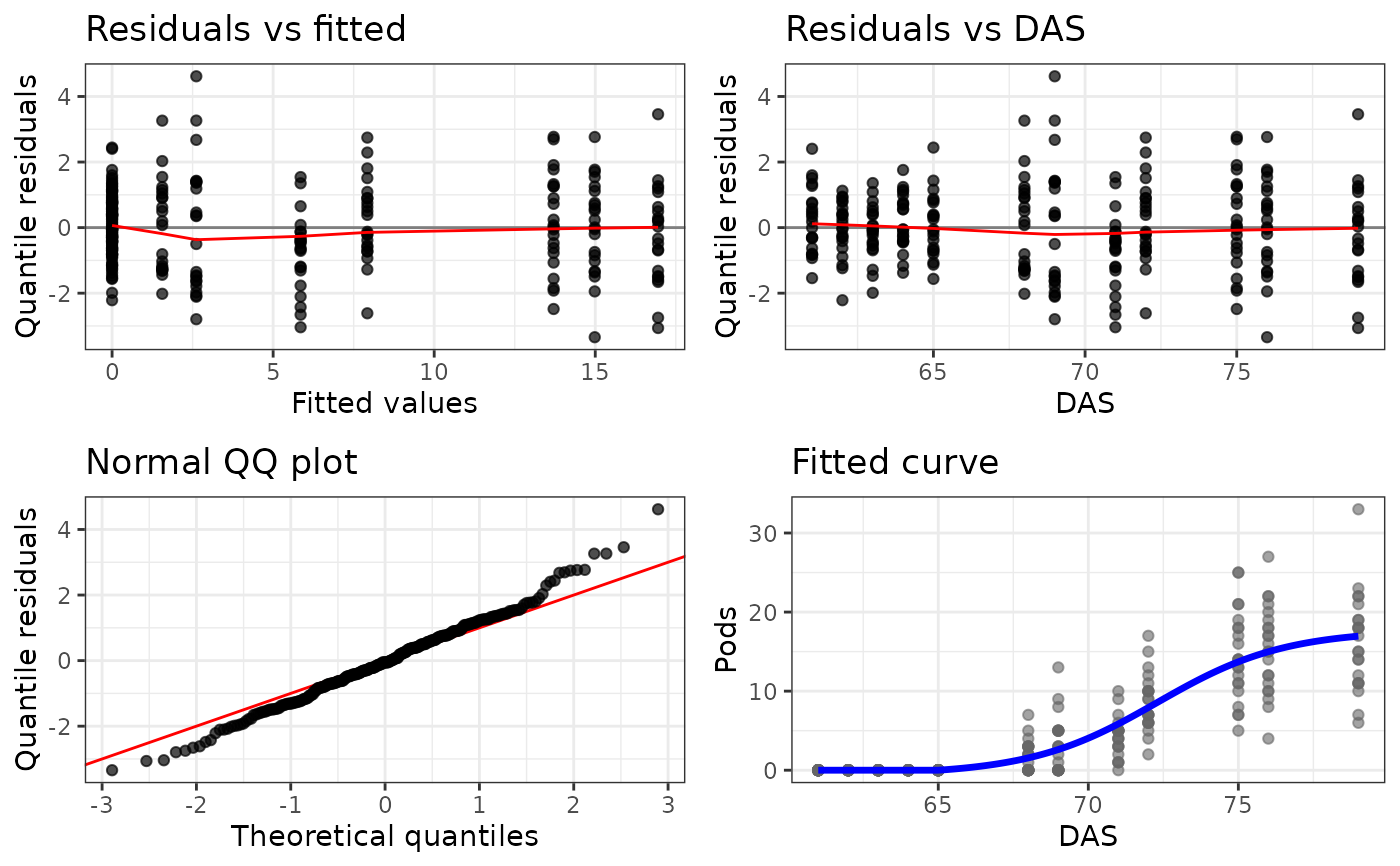 Residuals vs fitted
Quantile residuals
4
2
0
-2
0
5
10
15
Fitted values
Residuals vs DAS
Quantile residuals
4
2
0
-2
65
70
75
DAS
Normal QQ plot
Quantile residuals
4
2
0
-2
-3
-2
-1
0
1
2
3
Theoretical quantiles
Fitted curve
Pods
30
20
10
0
65
70
75
DAS